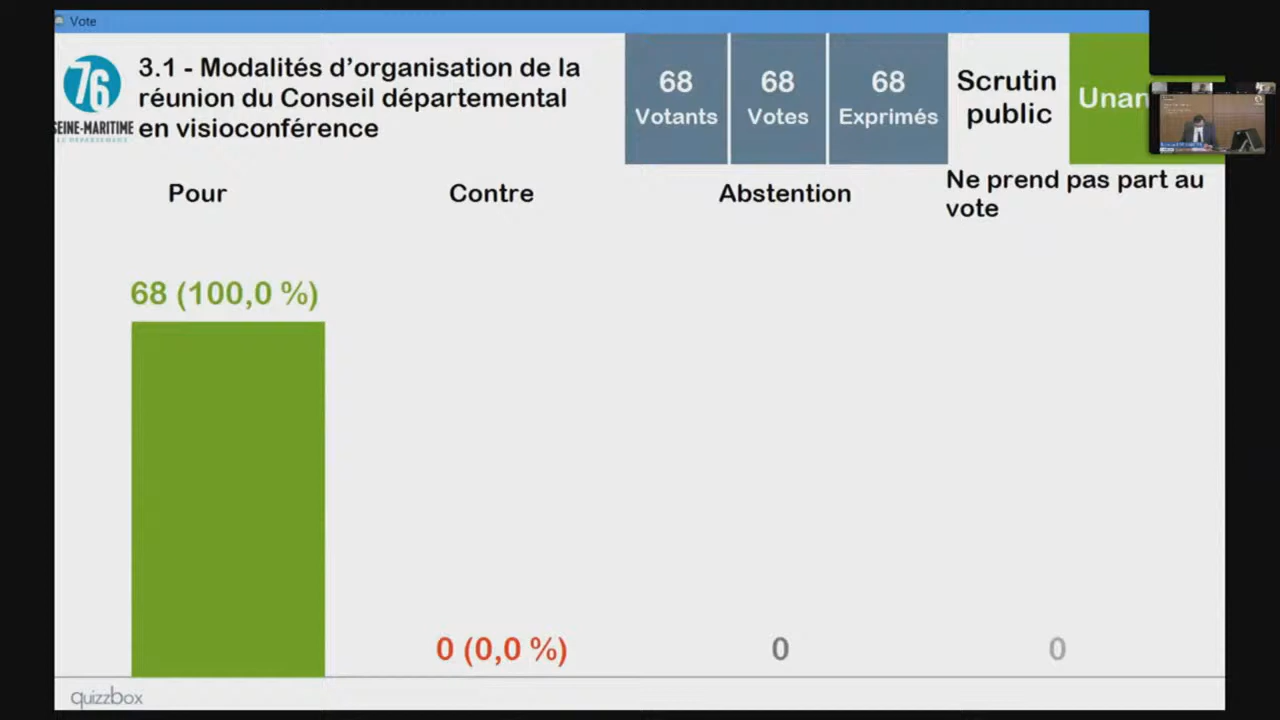 Vote
76
SEINE-MARITIME
LE DEPARTEMENT
3.1 - Modalités d’organisation de la
réunion du Conseil départemental
en visioconférence
68
Votants
68
Votes
68
Exprimés
Scrutin
public
Unan
Pour
Contre
Abstention
Ne prend pas part au
vote
68 (100,0 %)
0 (0,0 %)
0
0
quizzbox